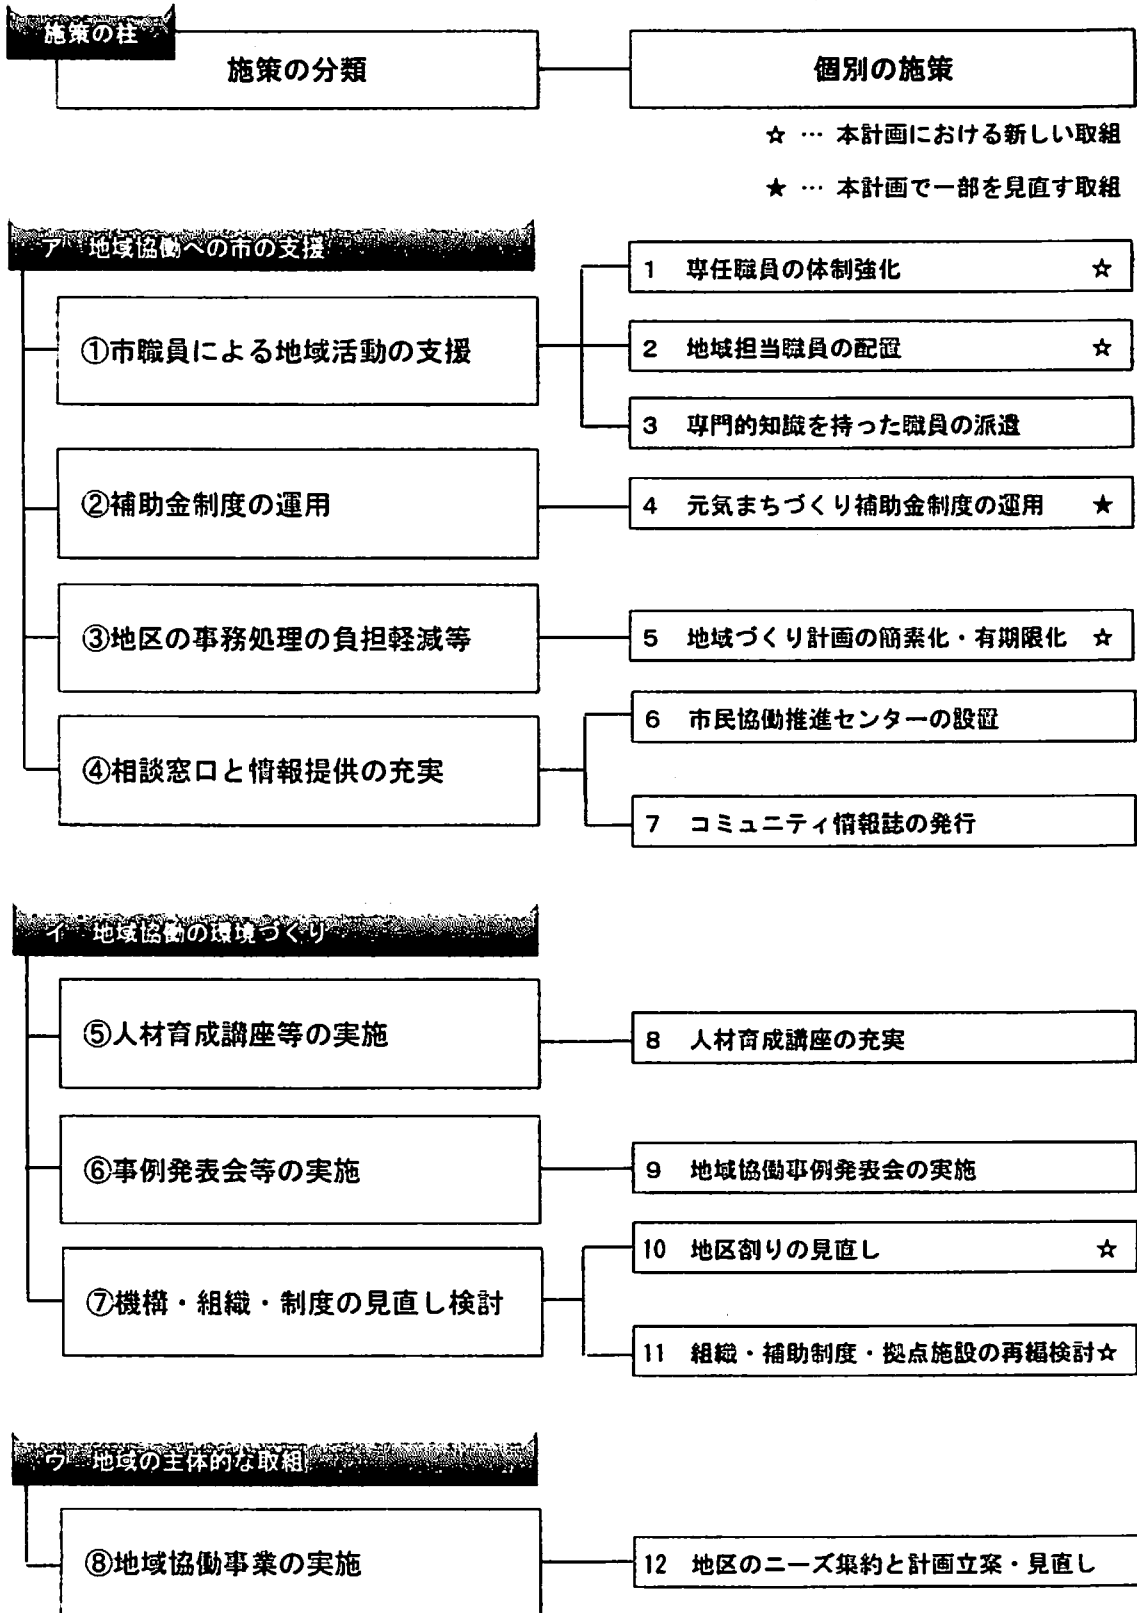 施策の柱
施策の分類
個別の施策
☆ … 本計画における新しい取組
★ … 本計画で一部を見直す取組
ア 地域協働への市の支援
①市職員による地域活動の支援
1 専任職員の体制強化 ☆
2 地域担当職員の配置 ☆
3 専門的知識を持った職員の派遣
②補助金制度の運用
4 元気まちづくり補助金制度の運用 ★
③地区の事務処理の負担軽減等
5 地域づくり計画の簡素化・有期限化 ☆
④相談窓口と情報提供の充実
6 市民協働推進センターの設置
7 コミュニティ情報誌の発行
イ 地域協働の環境づくり
⑤人材育成講座等の実施
8 人材育成講座の充実
⑥事例発表会等の実施
9 地域協働事例発表会の実施
⑦機構・組織・制度の見直し検討
10 地区割りの見直し ☆
11 組織・補助制度・拠点施設の再編検討☆
ウ 地域の主体的な取組
⑧地域協働事業の実施
12 地区のニーズ集約と計画立案・見直し